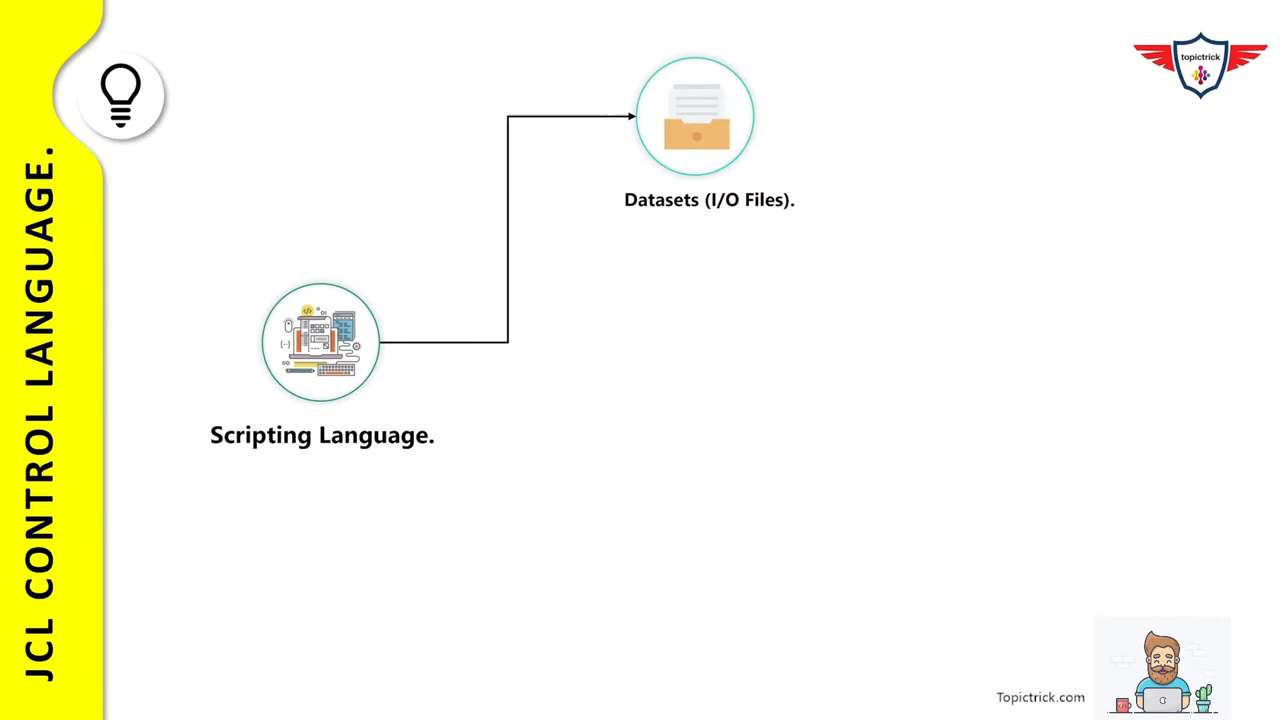 JCL CONTROL LANGUAGE.
topictrick
Datasets (I/O Files).
Scripting Language.
Topictrick.com